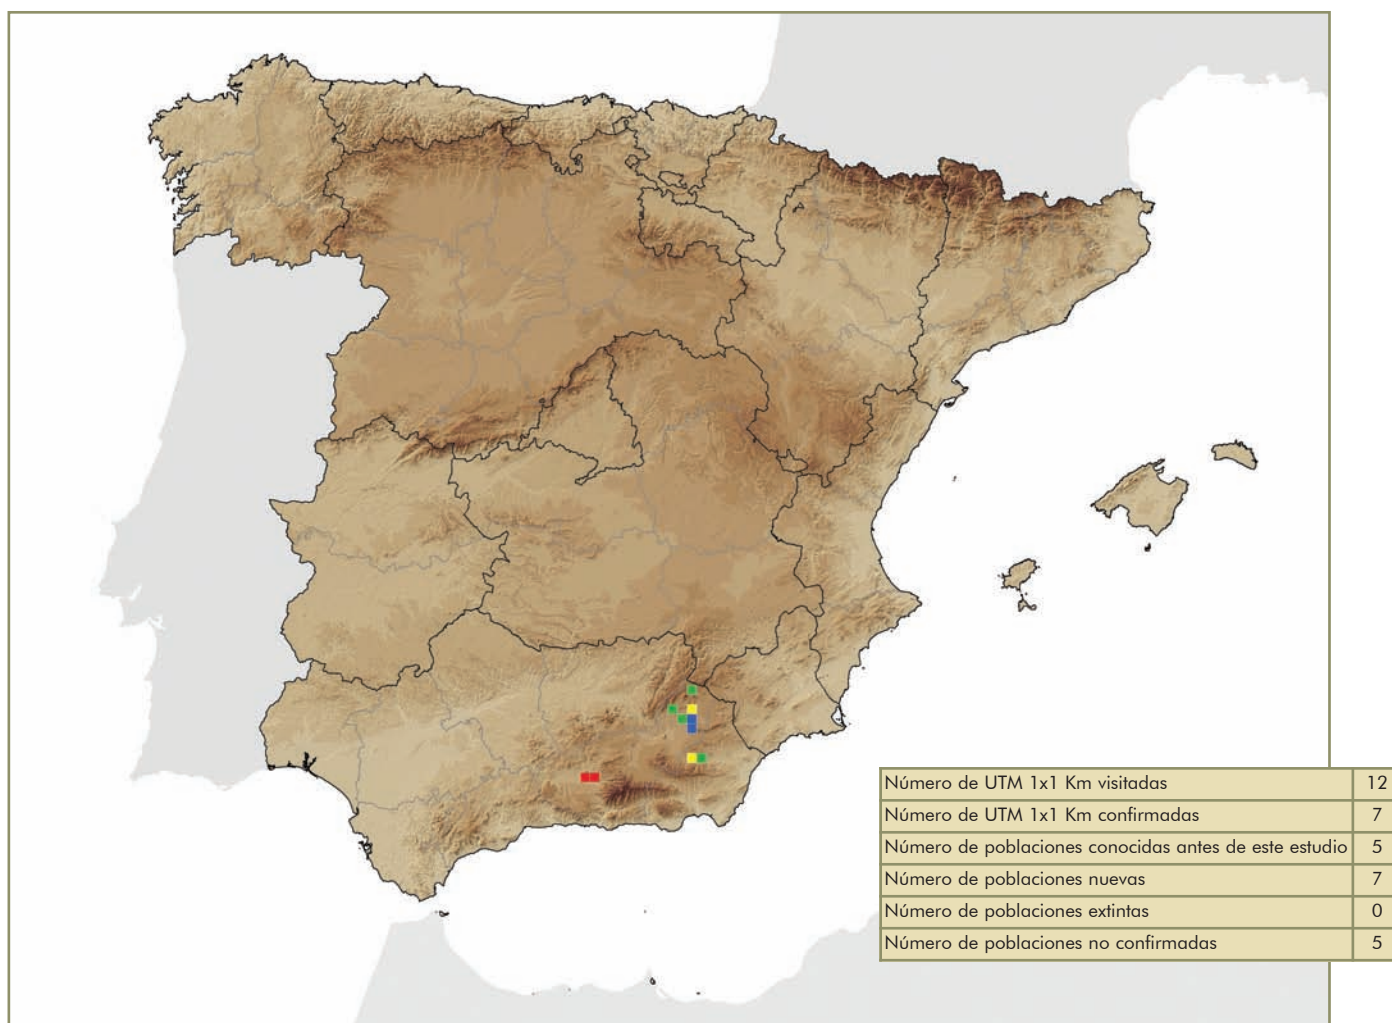 Número de UTM 1x1 Km visitadas 12
Número de UTM 1x1 Km confirmadas 7
Número de poblaciones conocidas antes de este estudio 5
Número de poblaciones nuevas 7
Número de poblaciones extintas 0
Número de poblaciones no confirmadas 5